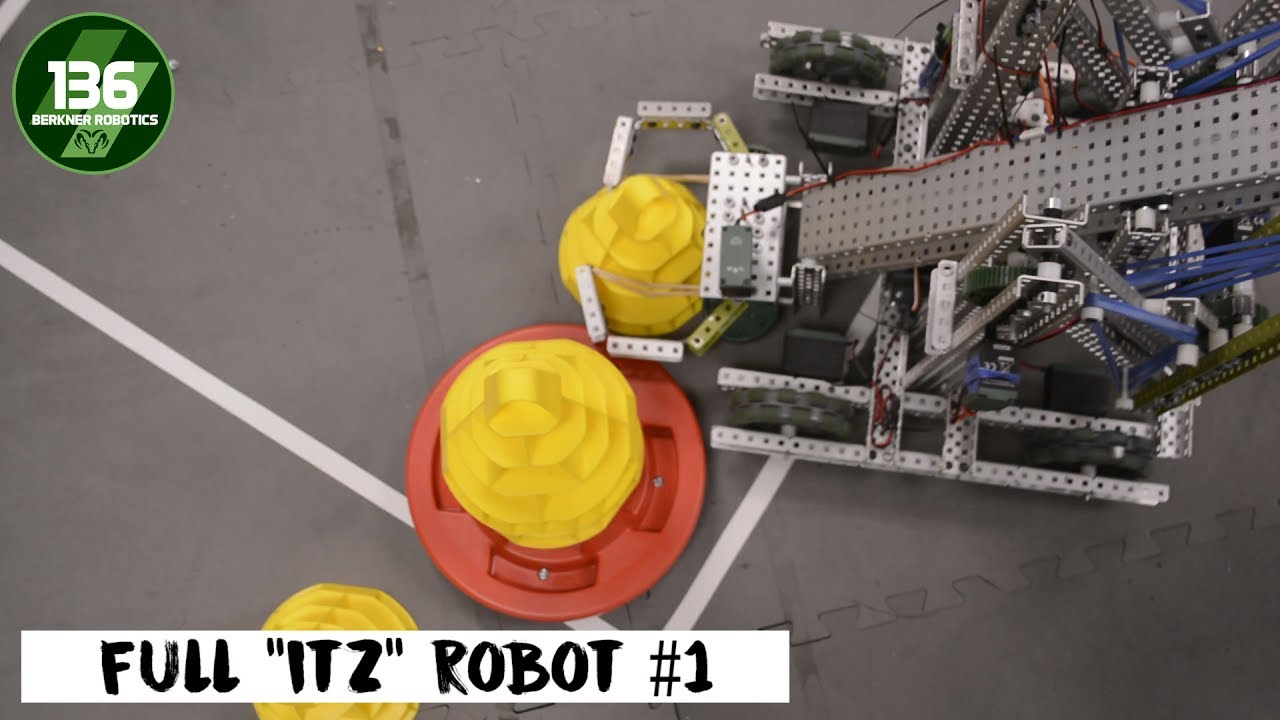 136
BERKNER ROBOTICS
FULL "ITZ" ROBOT #1